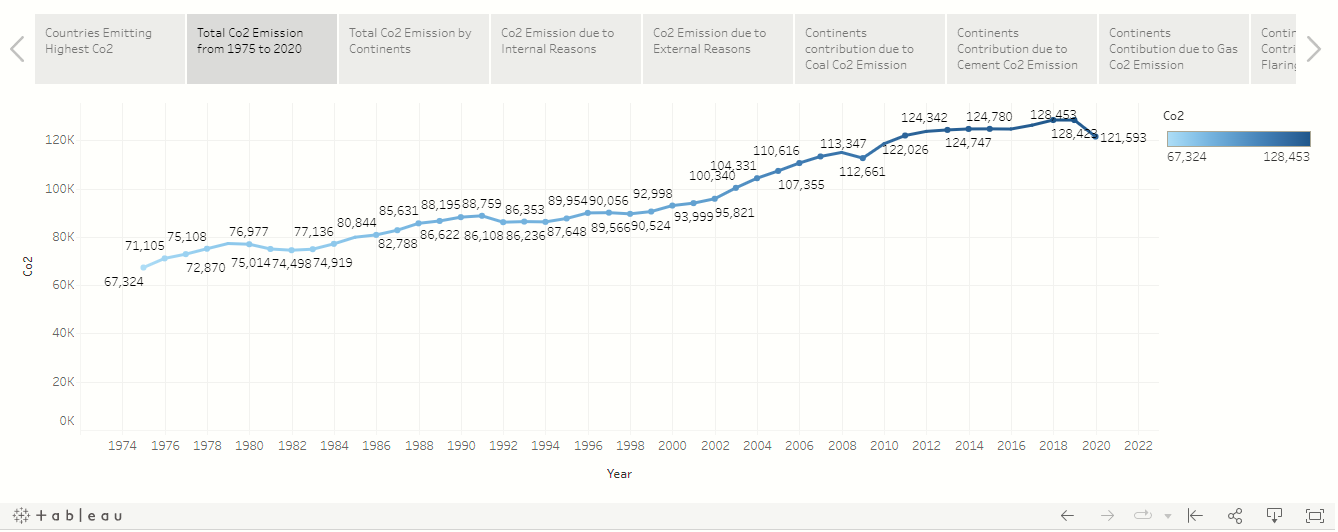 Countries Emitting
Highest Co2
Total Co2 Emission
from 1975 to 2020
Total Co2 Emission by
Continents
Co2 Emission due to
Internal Reasons
Co2 Emission due to
External Reasons
Continents
contribution due to
Coal Co2 Emission
Continents
Contribution due to
Cement Co2 Emission
Continents
Contibution due to Gas
Co2 Emission
Contin
Contri
Flaring
Co2
67,324 128,453
120K
100K
80K
60K
40K
20K
0K
Co2
67,324
71,105
72,870
75,108
76,977
75,014
74,498
74,919
77,136
80,844
82,788
85,631
86,622
88,195
88,759
86,108
86,353
86,236
87,648
89,954
90,056
89,566
90,524
92,998
93,999
95,821
100,340
104,331
107,355
110,616
113,347
112,661
122,026
124,342
124,747
124,780
128,453
128,423
121,593
1974 1976 1978 1980 1982 1984 1986 1988 1990 1992 1994 1996 1998 2000 2002 2004 2006 2008 2010 2012 2014 2016 2018 2020 2022
Year
+ableau